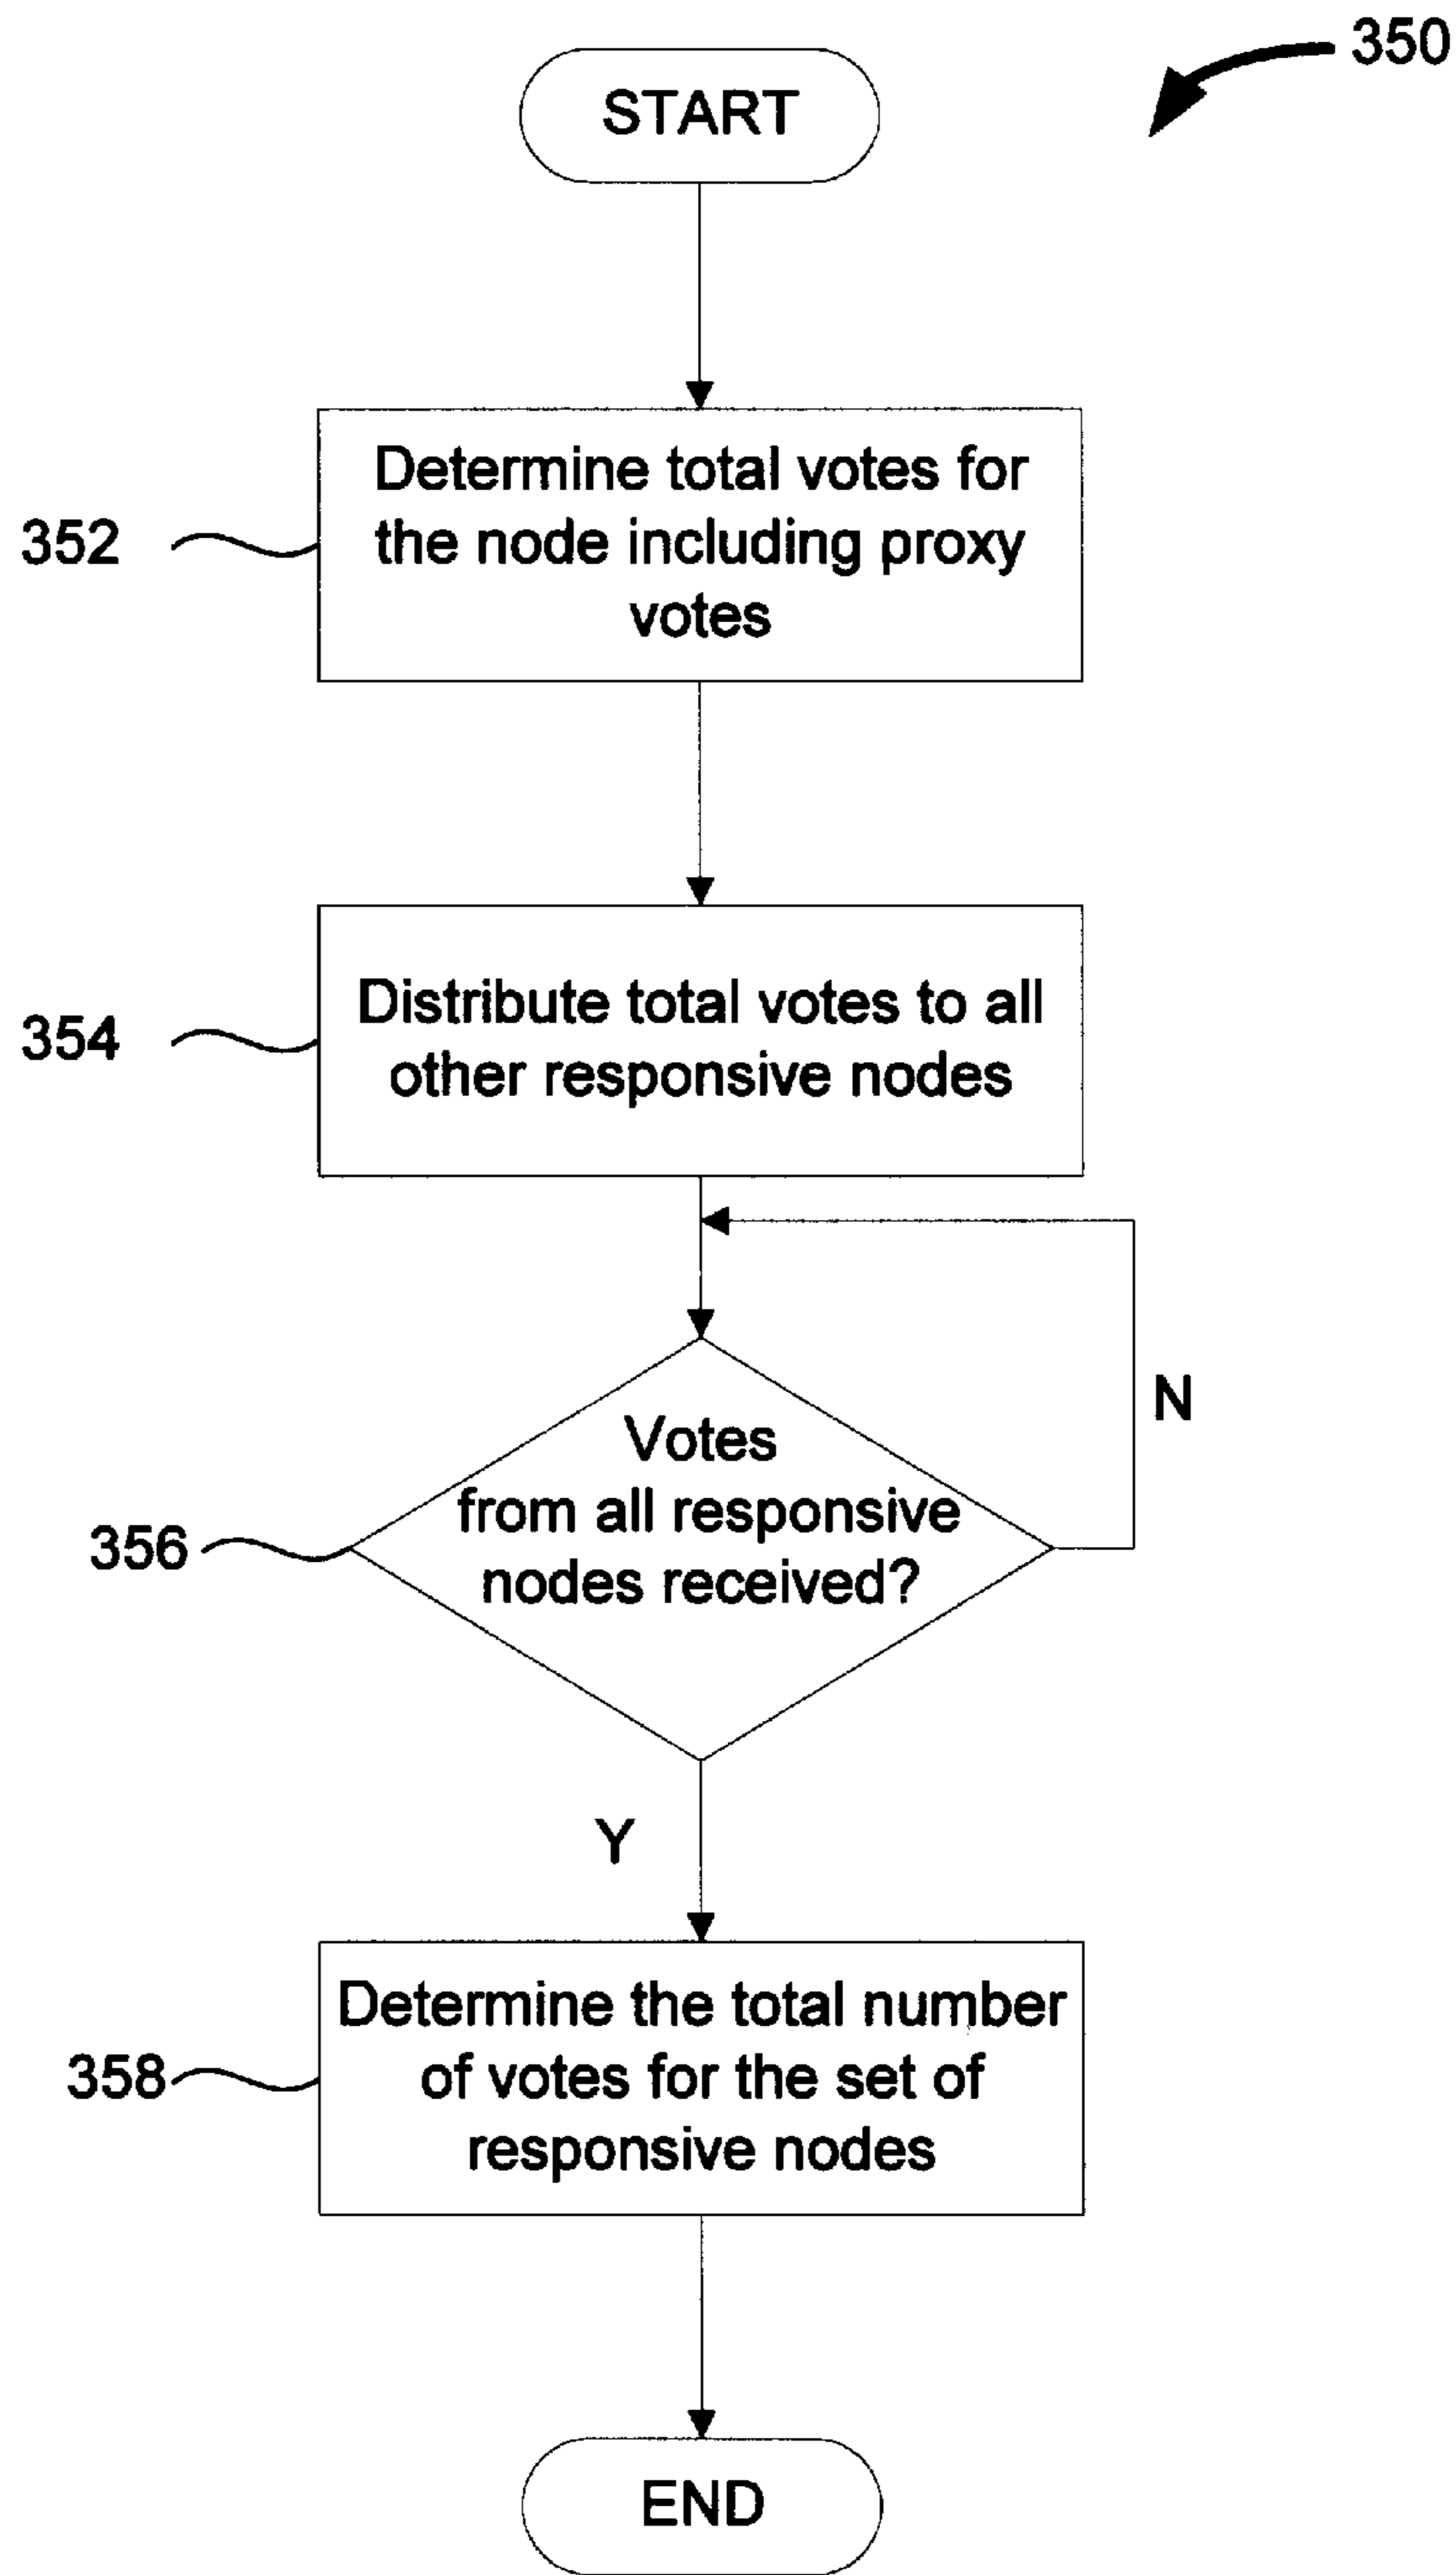 350
START
352
Determine total votes for
the node including proxy
votes
354
Distribute total votes to all
other responsive nodes
N
356
Votes
from all responsive
nodes received?
Y
358
Determine the total number
of votes for the set of
responsive nodes
END